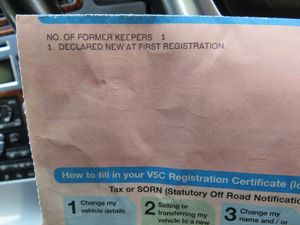 NO. OF FORMER KEEPERS 1
1. DECLARED NEW AT FIRST REGISTRATION.
How to fill in your V5C Registration Certificate (
Tax or SORN (Statutory Off Road Notification
1 Change my vehicle details
2 Selling or transferring my vehicle to a new
3 Change my name and / or